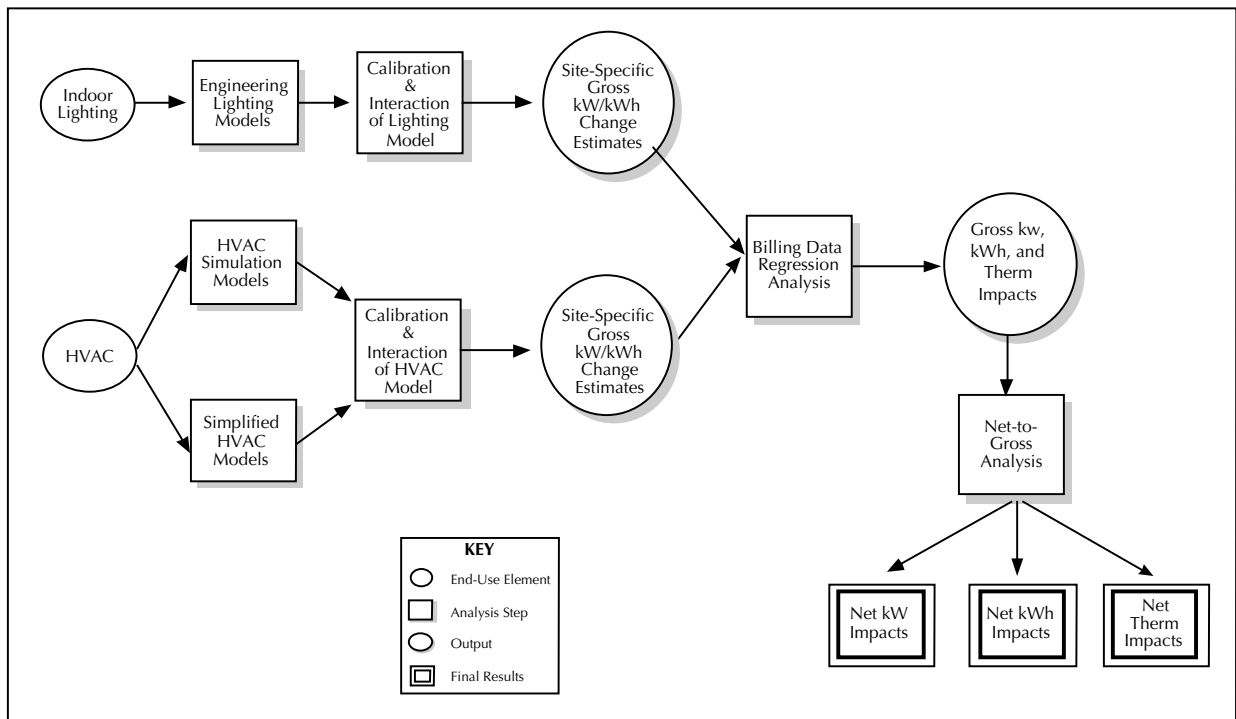 Indoor
Lighting
Engineering
Lighting
Models
Calibration
&
Interaction
of Lighting
Model
Site-Specific
Gross
kW/kWh
Change
Estimates
HVAC
HVAC
Simulation
Models
Simplified
HVAC
Models
Calibration
&
Interaction
of HVAC
Model
Site-Specific
Gross
kW/kWh
Change
Estimates
Billing Data
Regression
Analysis
Gross kw,
kWh, and
Therm
Impacts
Net-to-
Gross
Analysis
Net kW
Impacts
Net kWh
Impacts
Net
Therm
Impacts
KEY
End-Use Element
Analysis Step
Output
Final Results